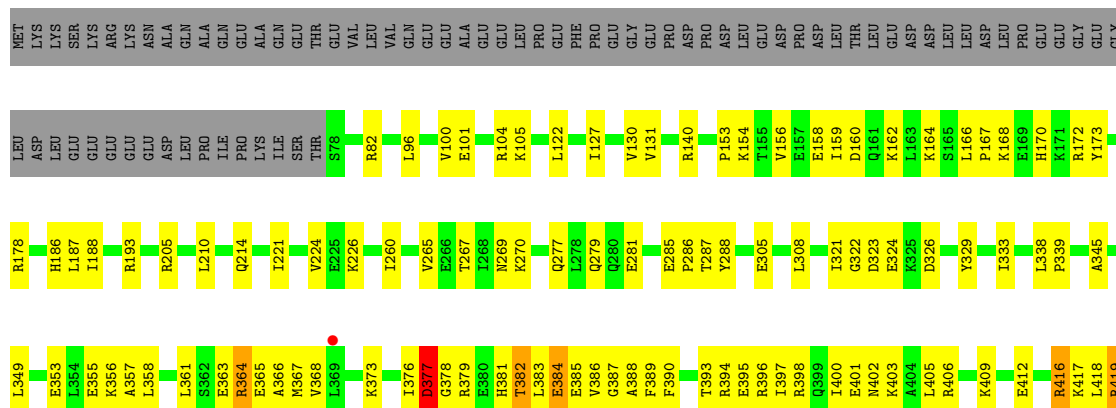 MET LYS LYS SER LYS ARG LYS ASN ALA GLN ALA GLN GLU ALA GLN GLU THR GLU VAL LEU VAL GLN GLU GLU ALA GLU GLU LEU PRO GLU PHE PRO GLU GLY GLU PRO ASP PRO ASP LEU GLU ASP PRO ASP LEU THR LEU GLU ASP ASP LEU LEU ASP LEU PRO GLU GLU GLY GLU GLY
LEU ASP LEU GLU GLU GLU GLU GLU ASP LEU PRO ILE PRO LYS ILE SER THR S78 R82 L96 V100 E101 R104 K105 L122 I127 V130 V131 R140 P153 K154 T155 V156 E157 E158 I159 D160 Q161 K162 L163 K164 S165 L166 P167 K168 E169 H170 K171 R172 Y173
R178 H186 L187 I188 R193 R205 L210 Q214 I221 V224 E225 K226 I260 V265 E266 T267 I268 N269 K270 Q277 L278 Q279 Q280 E281 E285 P286 T287 Y288 E305 L308 I321 G322 D323 E324 K325 D326 Y329 I333 L338 P339 A345
L349 E353 L354 E355 K356 A357 L358 L361 S362 E363 R364 E365 A366 M367 V368 L369 K373 I376 D377 G378 R379 E380 H381 T382 L383 E384 E385 V386 G387 A388 F389 F390 T393 R394 E395 R396 I397 R398 Q399 I400 E401 N402 K403 A404 L405 R406 K409 E412 R416 K417 L418